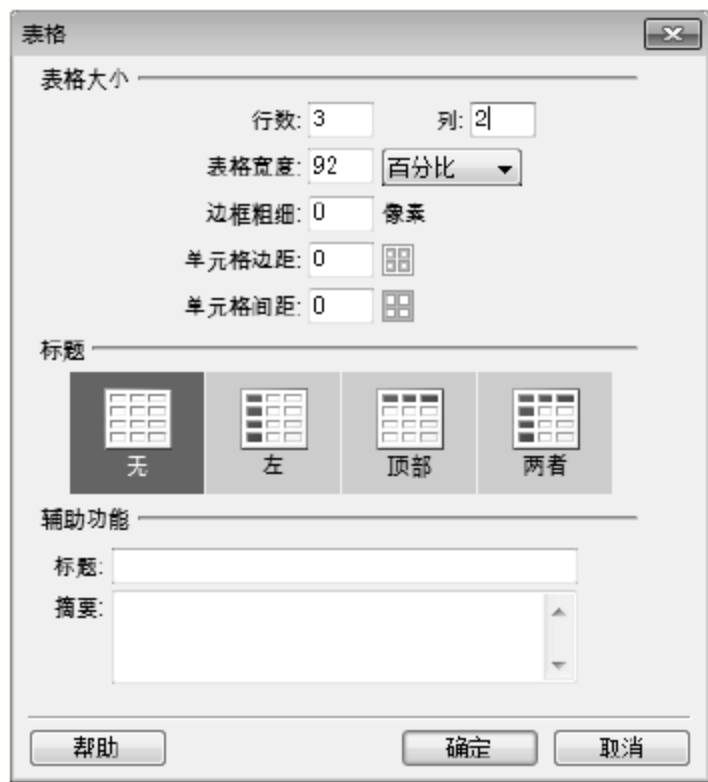 表格
表格大小
行数: 3 列: 2
表格宽度: 92 百分比
边框粗细: 0 像素
单元格边距: 0
单元格间距: 0
标题
无 左 顶部 两者
辅助功能
标题:
摘要:
帮助 确定 取消